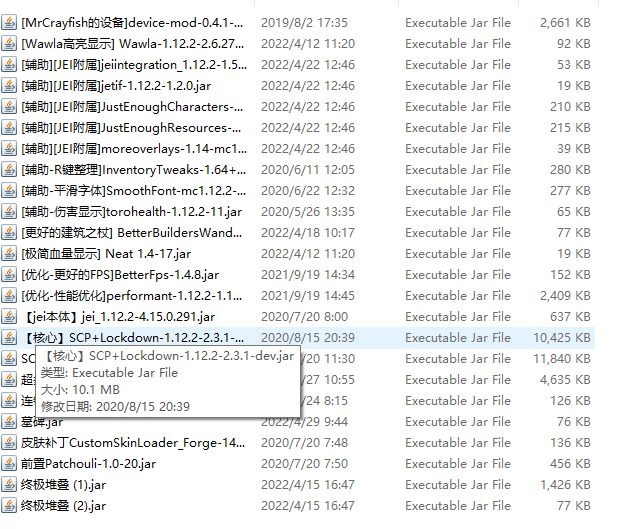 [MrCrayfish的设备]device-mod-0.4.1-... 2019/8/2 17:35 Executable Jar File 2,661 KB
[Wawla高亮显示] Wawla-1.12.2-2.6.27... 2022/4/12 11:20 Executable Jar File 92 KB
[辅助][JEI附属]jeiintegration_1.12.2-1.5... 2022/4/22 12:46 Executable Jar File 53 KB
[辅助][JEI附属]jetif-1.12.2-1.2.0.jar 2022/4/22 12:46 Executable Jar File 19 KB
[辅助][JEI附属]JustEnoughCharacters-... 2022/4/22 12:46 Executable Jar File 210 KB
[辅助][JEI附属]JustEnoughResources-... 2022/4/22 12:46 Executable Jar File 215 KB
[辅助][JEI附属]moreoverlays-1.14-mc1... 2022/4/22 12:46 Executable Jar File 39 KB
[辅助-R键整理]InventoryTweaks-1.64+... 2020/6/11 12:05 Executable Jar File 280 KB
[辅助-平滑字体]SmoothFont-mc1.12.2-... 2020/6/22 12:32 Executable Jar File 277 KB
[辅助-伤害显示]torohealth-1.12.2-11.jar 2020/5/26 13:35 Executable Jar File 65 KB
[更好的建筑之杖] BetterBuildersWand... 2022/4/18 10:17 Executable Jar File 77 KB
[极简血量显示] Neat 1.4-17.jar 2022/4/12 11:20 Executable Jar File 19 KB
[优化-更好的FPS]BetterFps-1.4.8.jar 2021/9/19 14:34 Executable Jar File 152 KB
[优化-性能优化]performant-1.12.2-1.1... 2021/9/19 14:45 Executable Jar File 2,409 KB
【jei本体】jei_1.12.2-4.15.0.291.jar 2020/7/20 8:00 Executable Jar File 637 KB
【核心】SCP+Lockdown-1.12.2-2.3.1-... 2020/8/15 20:39 Executable Jar File 10,425 KB
【核心】SCP+Lockdown-1.12.2-2.3.1-dev.jar
类型: Executable Jar File
大小: 10.1 MB
修改日期: 2020/8/15 20:39
11:30 Executable Jar File 11,840 KB
10:55 Executable Jar File 4,635 KB
8:15 Executable Jar File 126 KB
墓碑.jar 9:44 Executable Jar File 76 KB
皮肤补丁CustomSkinLoader_Forge-14... 2020/7/20 7:48 Executable Jar File 136 KB
前置Patchouli-1.0-20.jar 2020/7/20 7:50 Executable Jar File 456 KB
终极堆叠 (1).jar 2022/4/15 16:47 Executable Jar File 1,426 KB
终极堆叠 (2).jar 2022/4/15 16:47 Executable Jar File 77 KB